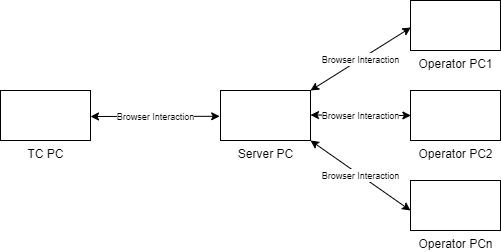 Browser Interaction
Operator PC1
Browser Interaction
Browser Interaction
TC PC
Server PC
Operator PC2
Browser Interaction
Operator PCn